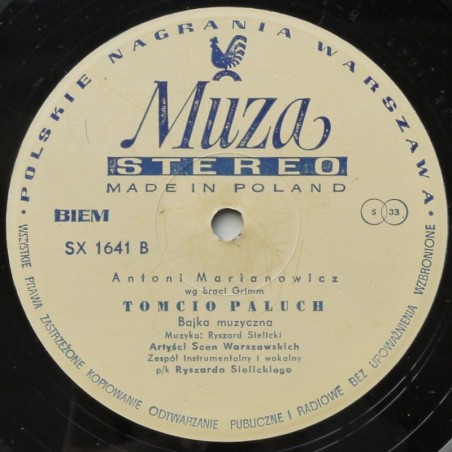 • POLSKIE NAGRANIA WARSZAWA •
Muza
STEREO
MADE IN POLAND
BIEM
S 33
SX 1641 B
Antoni Marianowicz
wg braci Grimm
TOMCIO PALUCH
Bajka muzyczna
Muzyka: Ryszard Sielicki
Artyści Scen Warszawskich
Zespół instrumentalny i wokalny
p/k Ryszarda Sielickiego
WSZYSTKIE PRAWA ZASTRZEŻONE KOPIOWANIE ODTWARZANIE PUBLICZNE I RADIOWE BEZ UPOWAŻNIENIA WZBRONIONE